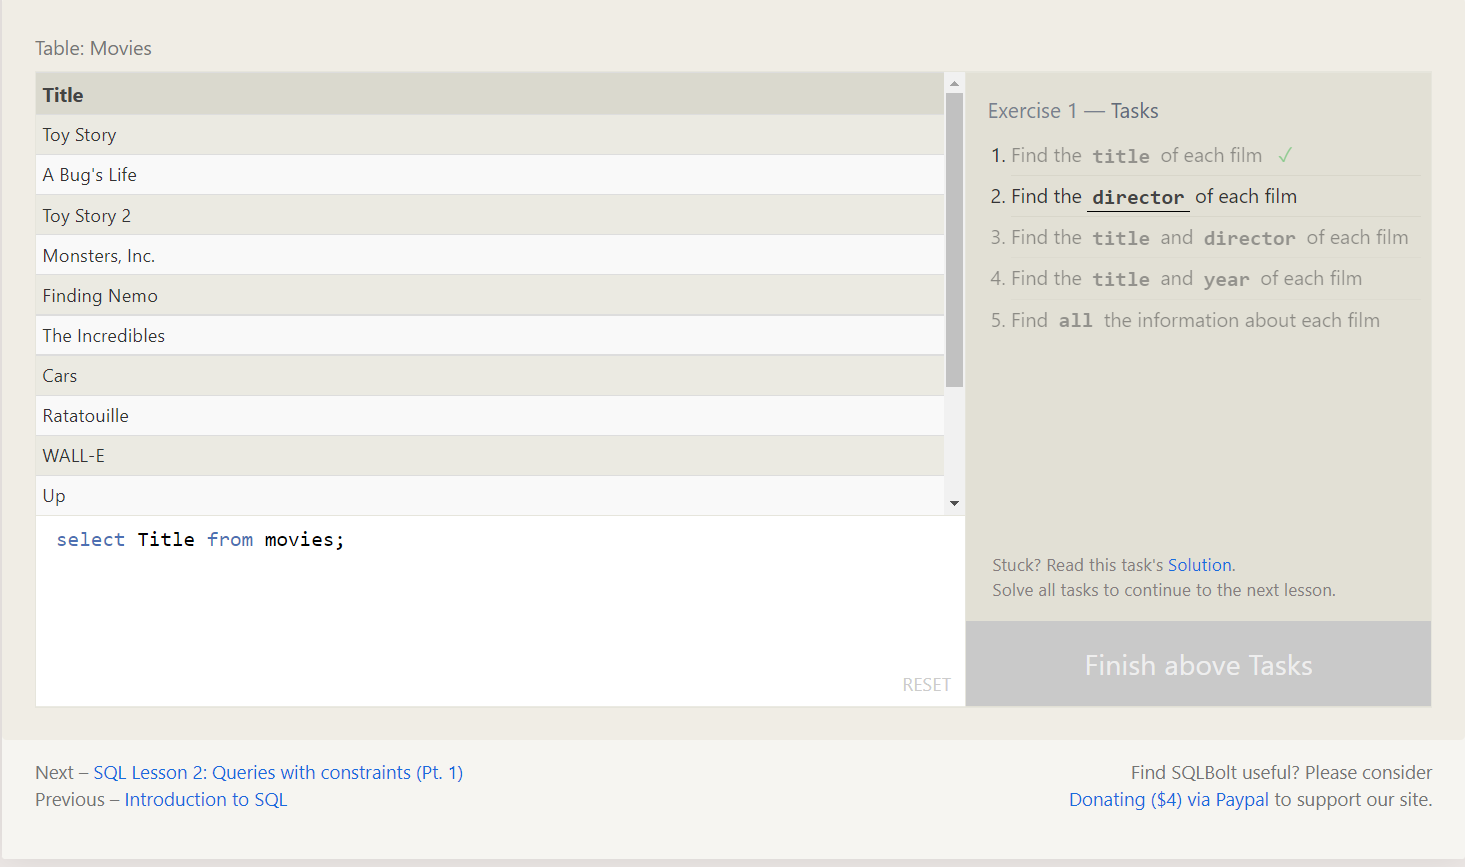 Table: Movies
Title
Toy Story
A Bug's Life
Toy Story 2
Monsters, Inc.
Finding Nemo
The Incredibles
Cars
Ratatouille
WALL-E
Up
select Title from movies;
RESET
Exercise 1 — Tasks
1. Find the title of each film ✓
2. Find the director of each film
3. Find the title and director of each film
4. Find the title and year of each film
5. Find all the information about each film
Stuck? Read this task's Solution.
Solve all tasks to continue to the next lesson.
Finish above Tasks
Next – SQL Lesson 2: Queries with constraints (Pt. 1)
Previous – Introduction to SQL
Find SQLBolt useful? Please consider
Donating ($4) via Paypal to support our site.